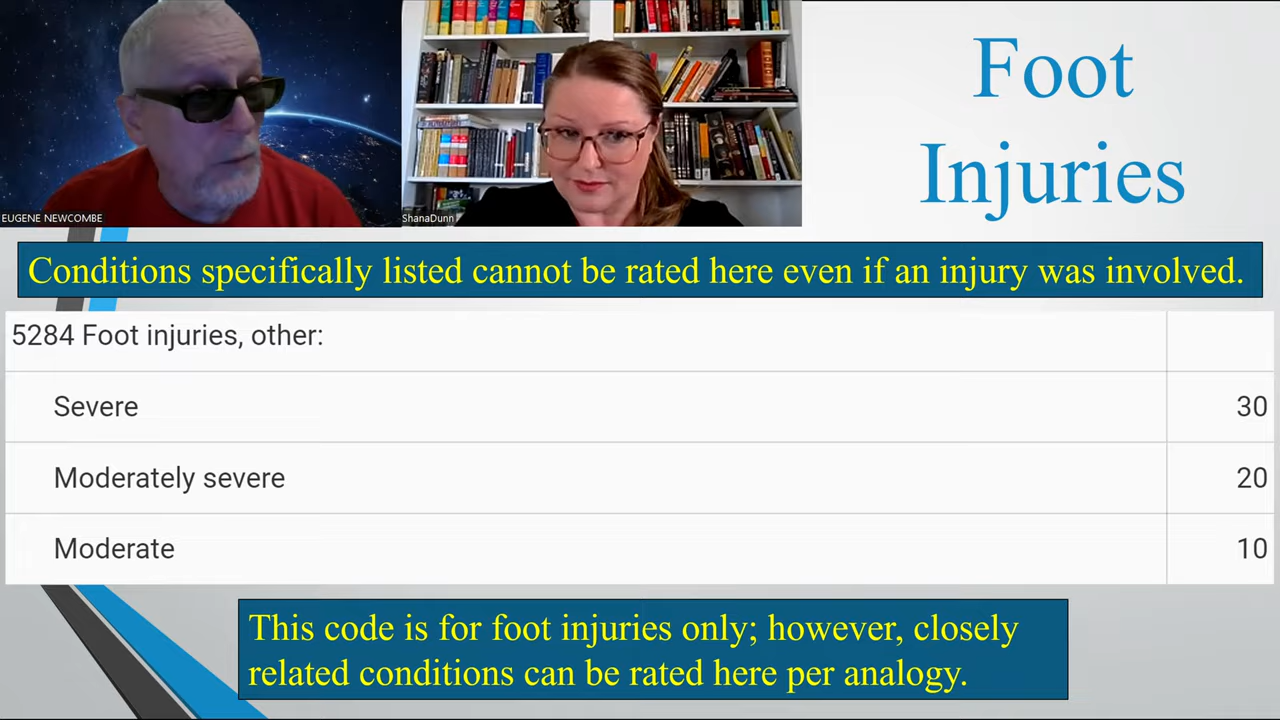 EUGENE NEWCOMBE
ShanaDunn
Foot
Injuries
Conditions specifically listed cannot be rated here even if an injury was involved.
5284 Foot injuries, other:
Severe 30
Moderately severe 20
Moderate 10
This code is for foot injuries only; however, closely
related conditions can be rated here per analogy.